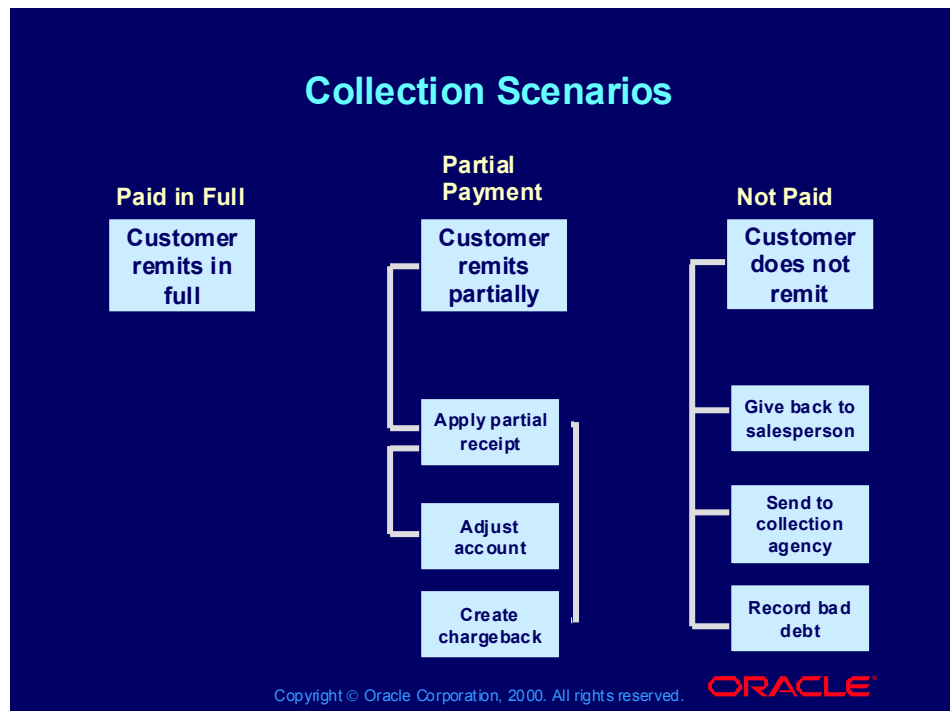 Collection Scenarios
Paid in Full
Customer
remits in
full
Partial
Payment
Customer
remits
partially
Apply partial
receipt
Adjust
account
Create
chargeback
Not Paid
Customer
does not
remit
Give back to
salesperson
Send to
collection
agency
Record bad
debt
Copyright © Oracle Corporation, 2000. All rights reserved.
ORACLE